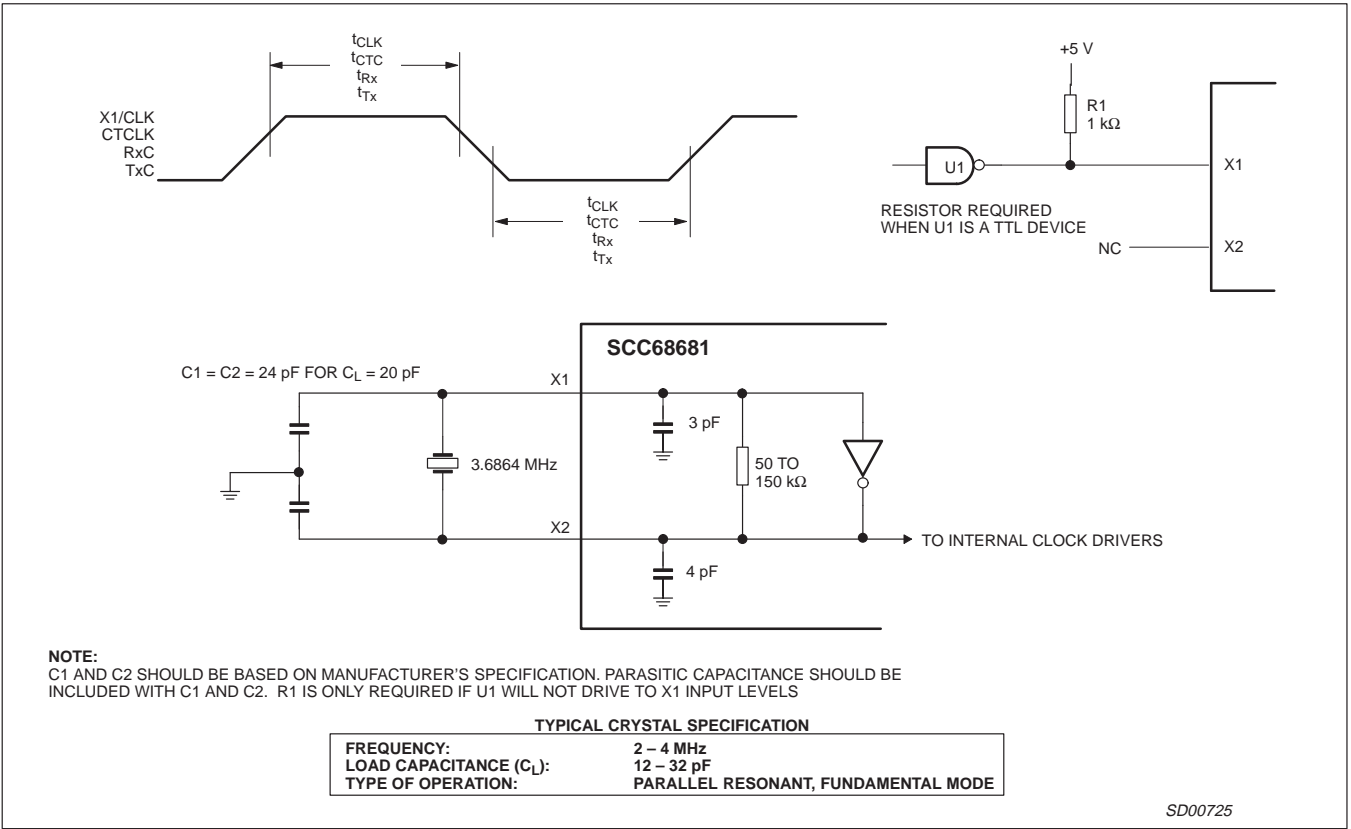 tCLK
tCTC
tRx
tTx
X1/CLK
CTCLK
RxC
TxC
tCLK
tCTC
tRx
tTx
+5 V
R1
1 kΩ
U1
X1
RESISTOR REQUIRED
WHEN U1 IS A TTL DEVICE
NC
X2
SCC68681
C1 = C2 = 24 pF FOR CL = 20 pF
X1
3 pF
3.6864 MHz
50 TO
150 kΩ
X2
TO INTERNAL CLOCK DRIVERS
4 pF
NOTE:
C1 AND C2 SHOULD BE BASED ON MANUFACTURER'S SPECIFICATION. PARASITIC CAPACITANCE SHOULD BE
INCLUDED WITH C1 AND C2. R1 IS ONLY REQUIRED IF U1 WILL NOT DRIVE TO X1 INPUT LEVELS
TYPICAL CRYSTAL SPECIFICATION
FREQUENCY: 2 – 4 MHz
LOAD CAPACITANCE (CL): 12 – 32 pF
TYPE OF OPERATION: PARALLEL RESONANT, FUNDAMENTAL MODE
SD00725